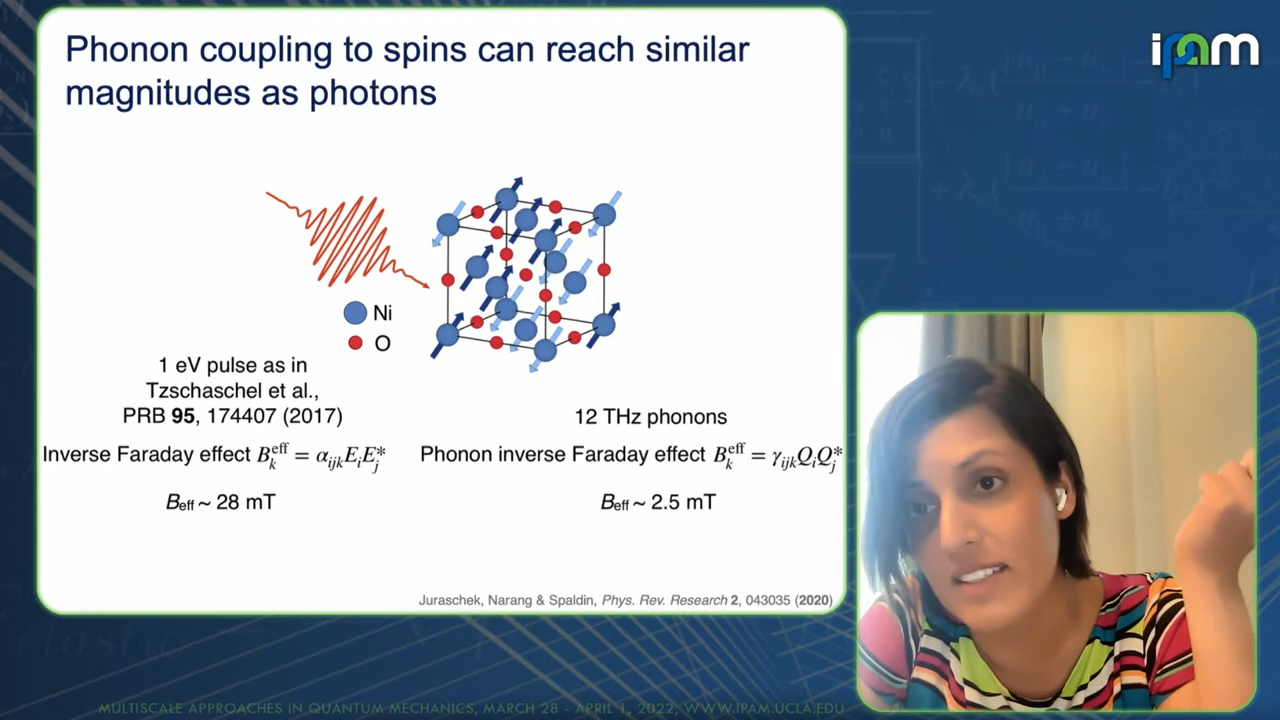 Phonon coupling to spins can reach similar
magnitudes as photons
ipam
Ni
O
1 eV pulse as in
Tzschaschel et al.,
PRB 95, 174407 (2017)
12 THz phonons
Inverse Faraday effect B_k^eff = α_ijk E_i E_j^*
Phonon inverse Faraday effect B_k^eff = γ_ijk Q_i Q_j^*
B_eff ~ 28 mT
B_eff ~ 2.5 mT
Juraschek, Narang & Spaldin, Phys. Rev. Research 2, 043035 (2020)
MULTISCALE APPROACHES IN QUANTUM MECHANICS, MARCH 28 - APRIL 1, 2022, WWW.IPAM.UCLA.EDU